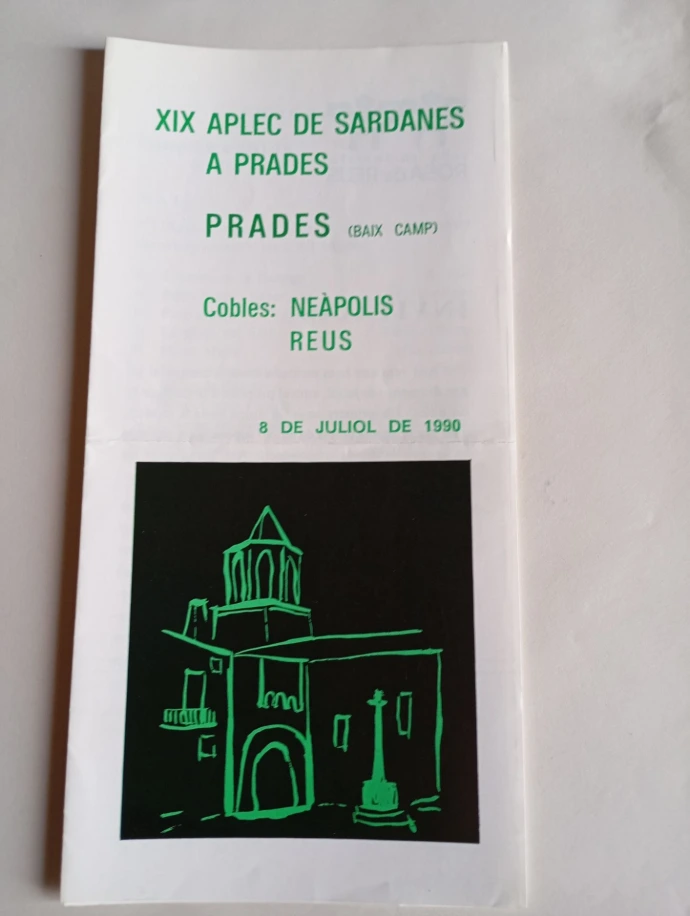 XIX APLEC DE SARDANES
A PRADES
PRADES (BAIX CAMP)
Cobles: NEÀPOLIS
REUS
8 DE JULIOL DE 1990